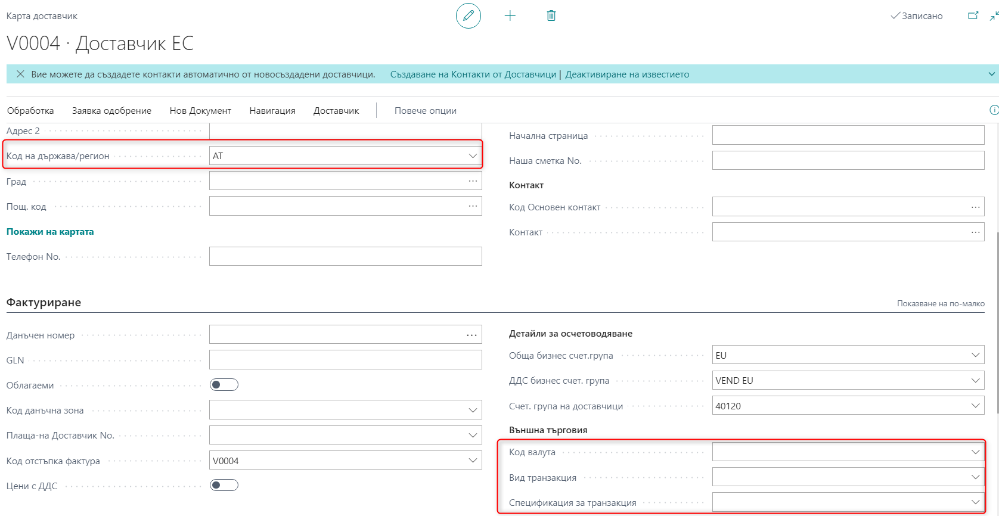 Карта доставчик
Записано
V0004 · Доставчик ЕС
Вие можете да създадете контакти автоматично от новосъздадени доставчици. Създаване на Контакти от Доставчици | Деактивиране на известието
Обработка Заявка одобрение Нов Документ Навигация Доставчик Повече опции
Адрес 2
Код на държава/регион AT
Град
Пощ. код
Покажи на картата
Телефон No.
Начална страница
Наша сметка No.
Контакт
Код Основен контакт
Контакт
Фактуриране
Показване на по-малко
Данъчен номер
GLN
Облагаеми
Код данъчна зона
Плаща-на Доставчик No.
Код отстъпка фактура V0004
Цени с ДДС
Детайли за осчетоводяване
Обща бизнес счет.група EU
ДДС бизнес счет. група VEND EU
Счет. група на доставчици 40120
Външна търговия
Код валута
Вид транзакция
Спецификация за транзакция